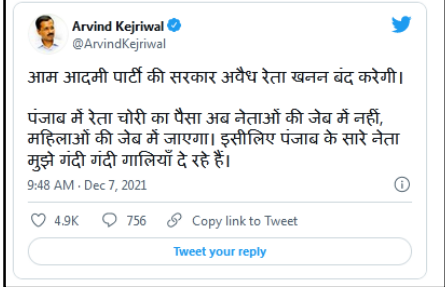 Arvind Kejriwal
@ArvindKejriwal
आम आदमी पार्टी की सरकार अवैध रेता खनन बंद करेगी।
पंजाब में रेता चोरी का पैसा अब नेताओं की जेब में नहीं,
महिलाओं की जेब में जाएगा। इसीलिए पंजाब के सारे नेता
मुझे गंदी गंदी गालियाँ दे रहे हैं।
9:48 AM · Dec 7, 2021
4.9K 756 Copy link to Tweet
Tweet your reply